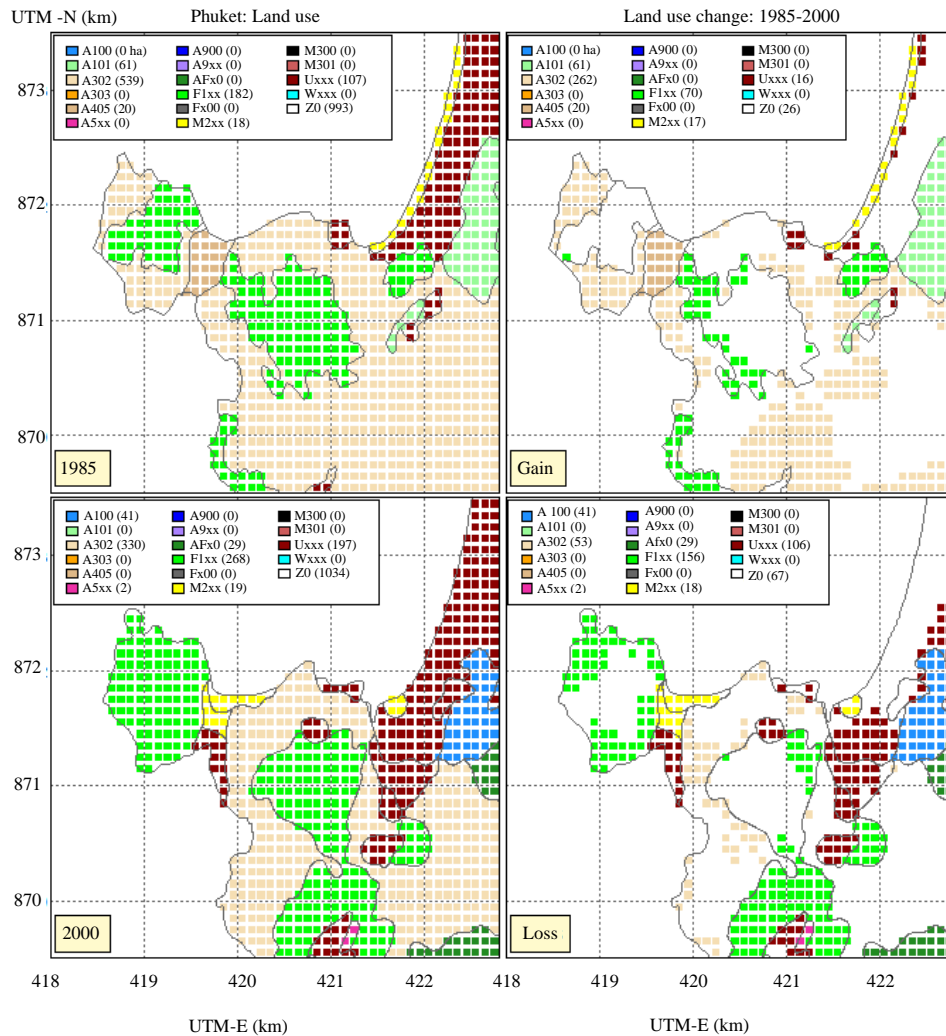 UTM -N (km)
Phuket: Land use
Land use change: 1985-2000
A100 (0 ha) A900 (0) M300 (0)
A101 (61) A9xx (0) M301 (0)
A302 (539) AFx0 (0) Uxxx (107)
A303 (0) F1xx (182) Wxxx (0)
A405 (20) Fx00 (0) Z0 (993)
A5xx (0) M2xx (18)
A100 (0 ha) A900 (0) M300 (0)
A101 (61) A9xx (0) M301 (0)
A302 (262) AFx0 (0) Uxxx (16)
A303 (0) F1xx (70) Wxxx (0)
A405 (20) Fx00 (0) Z0 (26)
A5xx (0) M2xx (17)
873
872
871
870
1985
Gain
A100 (41) A900 (0) M300 (0)
A101 (0) A9xx (0) M301 (0)
A302 (330) AFx0 (29) Uxxx (197)
A303 (0) F1xx (268) Wxxx (0)
A405 (0) Fx00 (0) Z0 (1034)
A5xx (2) M2xx (19)
A 100 (41) A900 (0) M300 (0)
A101 (0) A9xx (0) M301 (0)
A302 (53) Afx0 (29) Uxxx (106)
A303 (0) F1xx (156) Wxxx (0)
A405 (0) Fx00 (0) Z0 (67)
A5xx (2) M2xx (18)
873
872
871
870
2000
Loss
418 419 420 421 422 419 420 421 422
UTM-E (km)
UTM-E (km)